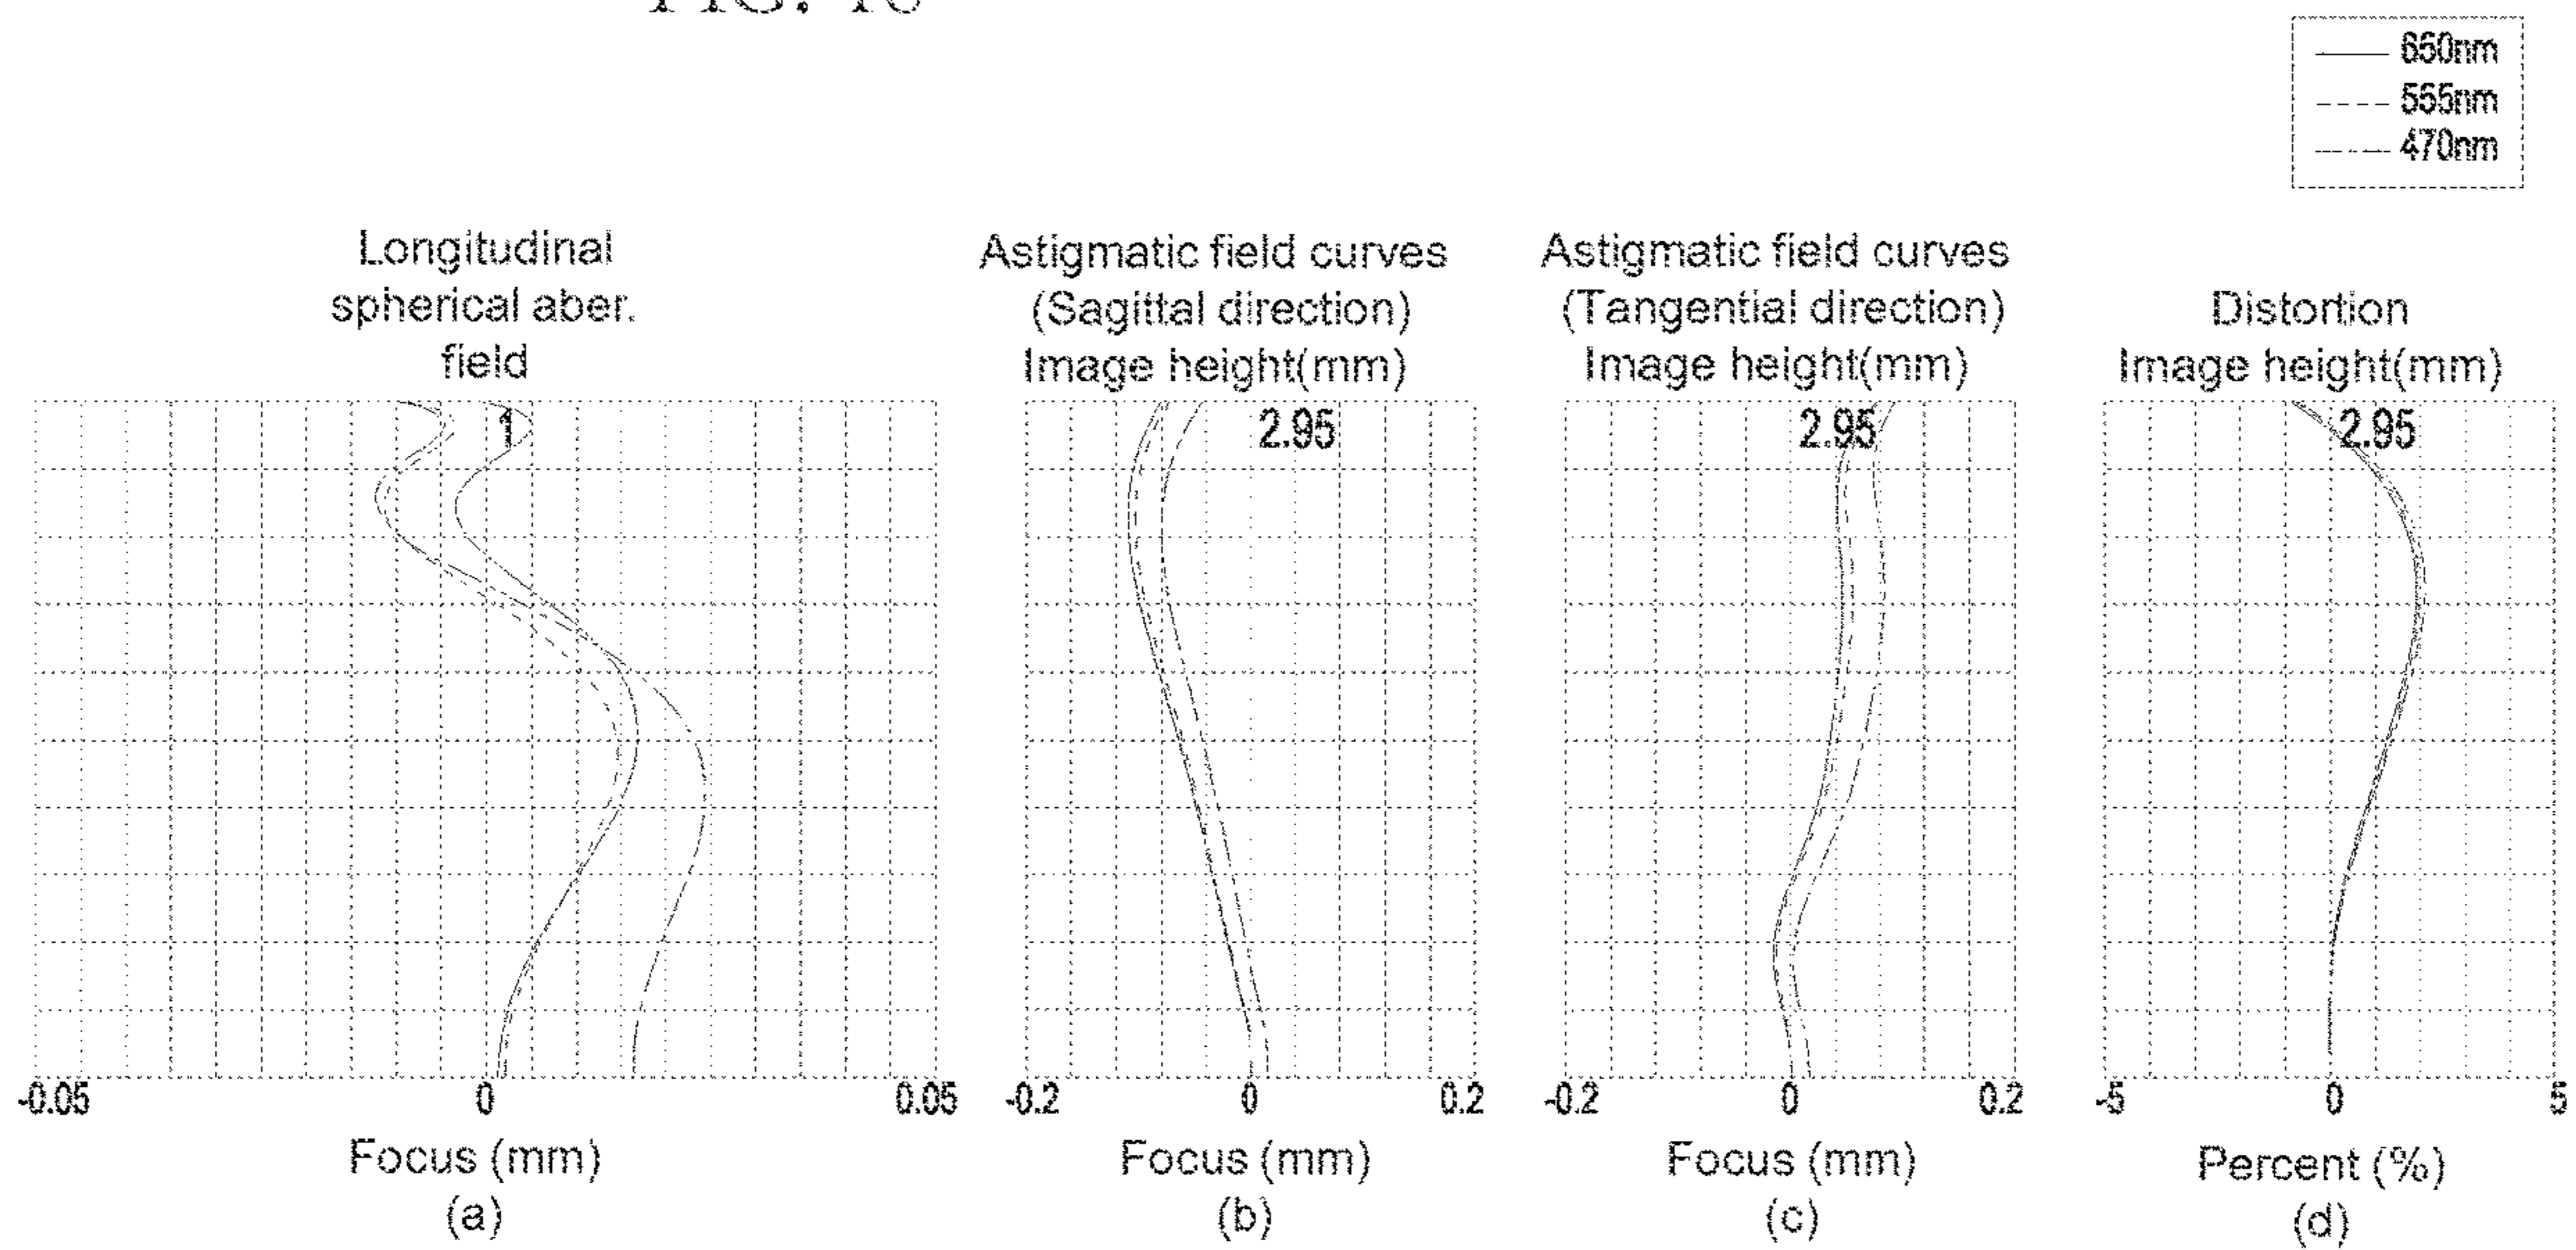 650nm
555nm
470nm
Longitudinal
spherical aber.
field
1
-0.05 0 0.05
Focus (mm)
(a)
Astigmatic field curves
(Sagittal direction)
Image height(mm)
2.95
-0.2 0 0.2
Focus (mm)
(b)
Astigmatic field curves
(Tangential direction)
Image height(mm)
2.95
-0.2 0 0.2
Focus (mm)
(c)
Distortion
Image height(mm)
2.95
-5 0 5
Percent (%)
(d)